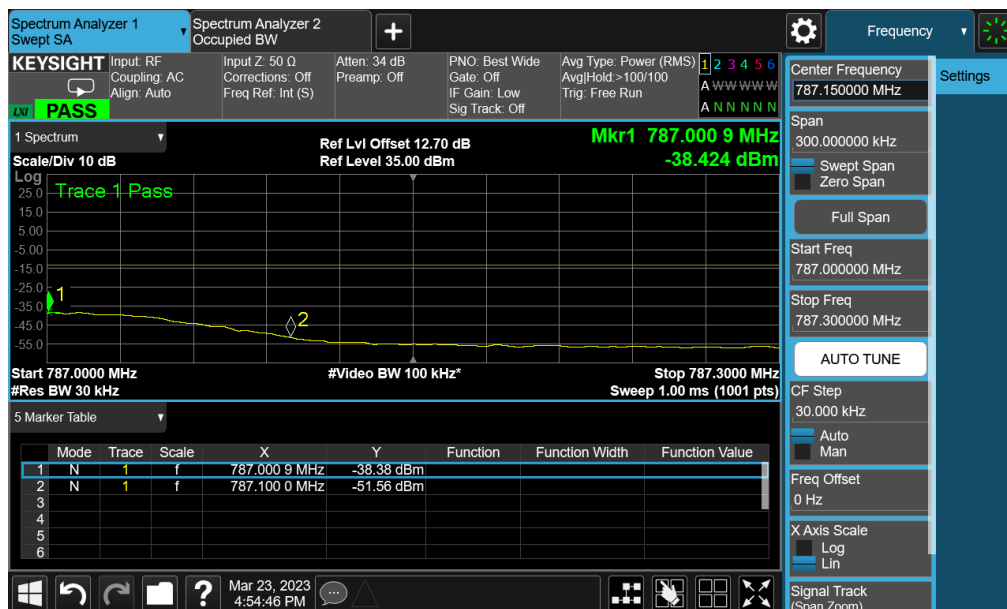 Spectrum Analyzer 1
Swept SA
Spectrum Analyzer 2
Occupied BW
+
Frequency
KEYSIGHT
Input: RF
Coupling: AC
Align: Auto
Input Z: 50 Ω
Corrections: Off
Freq Ref: Int (S)
Atten: 34 dB
Preamp: Off
PNO: Best Wide
Gate: Off
IF Gain: Low
Sig Track: Off
Avg Type: Power (RMS)
Avg|Hold:>100/100
Trig: Free Run
1 2 3 4 5 6
A W W W W W
A N N N N N
LXI PASS
1 Spectrum
Scale/Div 10 dB
Ref Lvl Offset 12.70 dB
Ref Level 35.00 dBm
Mkr1 787.000 9 MHz
-38.424 dBm
Log
Trace 1 Pass
25.0
15.0
5.00
-5.00
-15.0
-25.0
-35.0
-45.0
-55.0
1
2
Start 787.0000 MHz
#Video BW 100 kHz*
Stop 787.3000 MHz
#Res BW 30 kHz
Sweep 1.00 ms (1001 pts)
5 Marker Table
Mode Trace Scale X Y Function Function Width Function Value
1 N 1 f 787.000 9 MHz -38.38 dBm
2 N 1 f 787.100 0 MHz -51.56 dBm
3
4
5
6
Center Frequency
787.150000 MHz
Span
300.000000 kHz
Swept Span
Zero Span
Full Span
Start Freq
787.000000 MHz
Stop Freq
787.300000 MHz
AUTO TUNE
CF Step
30.000 kHz
Auto
Man
Freq Offset
0 Hz
X Axis Scale
Log
Lin
Signal Track
(Span Zoom)
Settings
?
Mar 23, 2023
4:54:46 PM